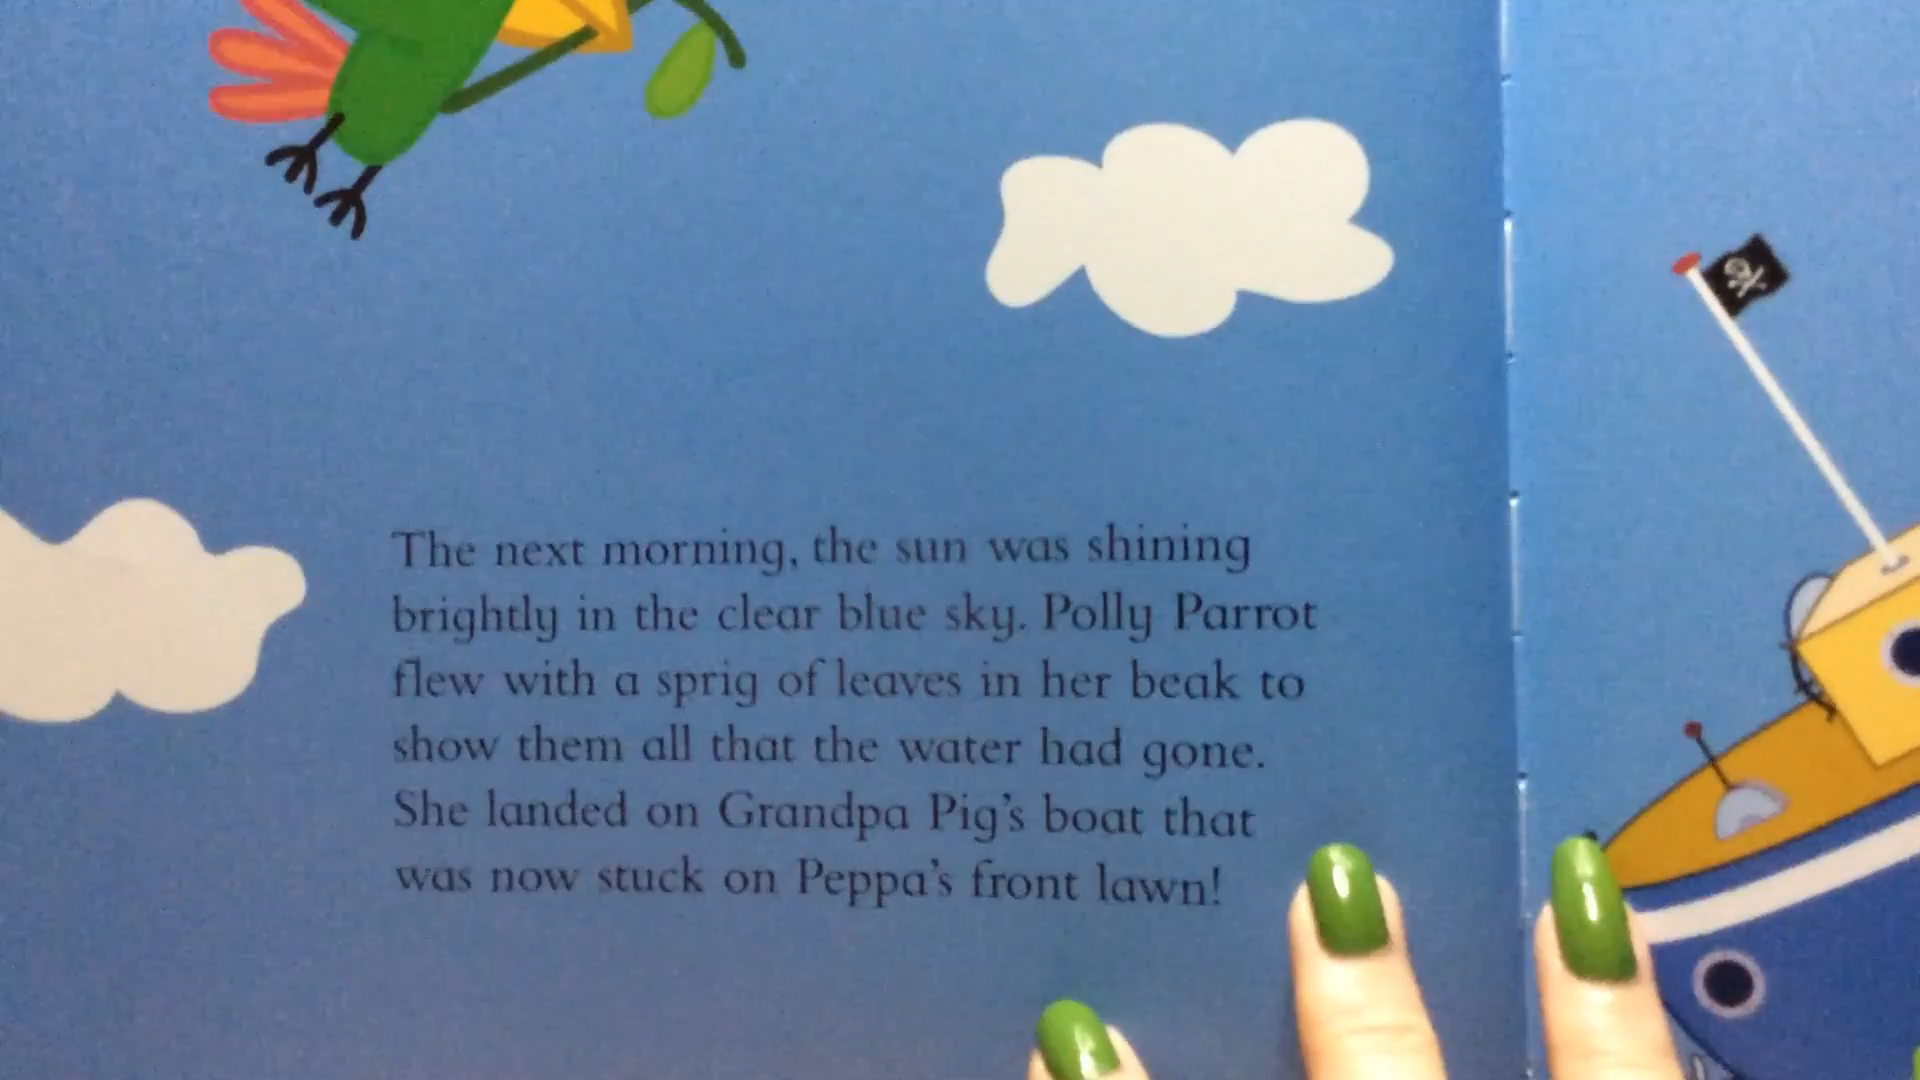 The next morning, the sun was shining
brightly in the clear blue sky. Polly Parrot
flew with a sprig of leaves in her beak to
show them all that the water had gone.
She landed on Grandpa Pig's boat that
was now stuck on Peppa's front lawn!